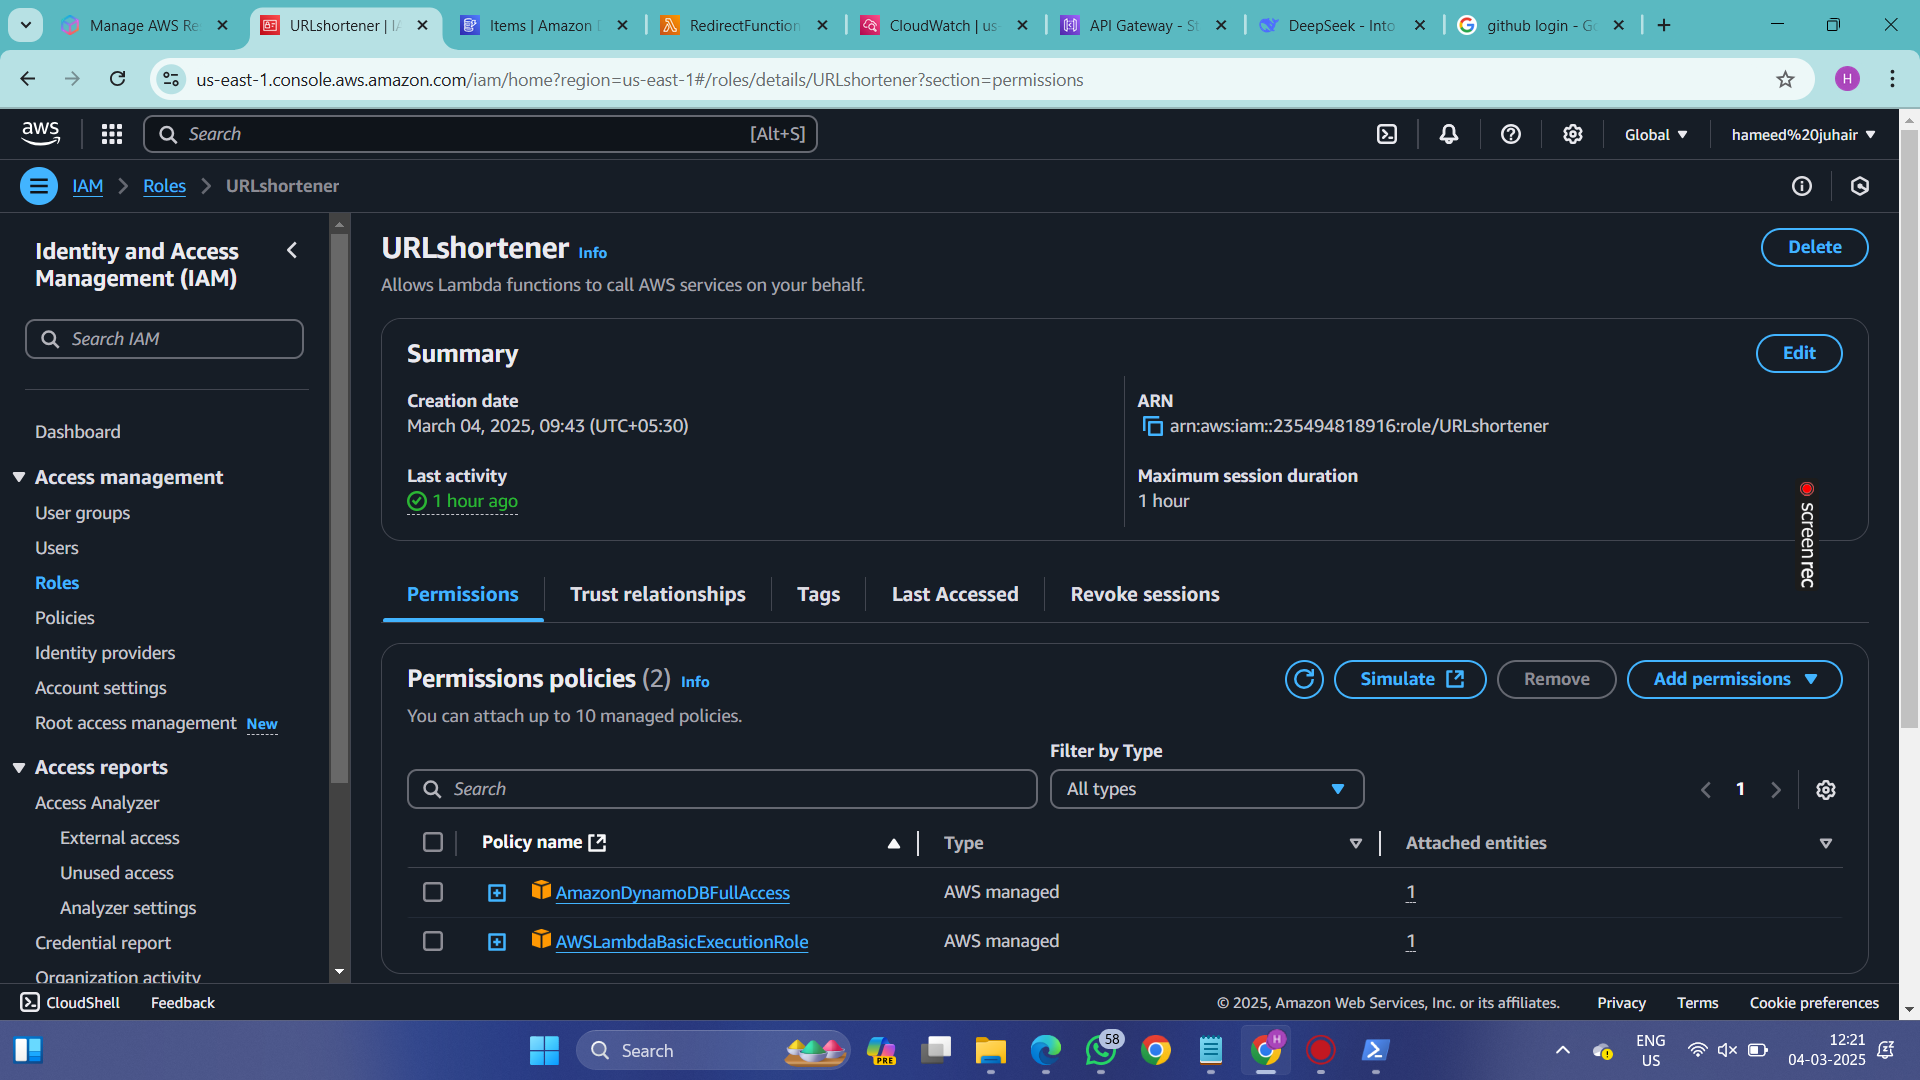 Manage AWS Re
URLshortener | IA
Items | Amazon
RedirectFunction
CloudWatch | us-
API Gateway - St
DeepSeek - Into
github login - Go
us-east-1.console.aws.amazon.com/iam/home?region=us-east-1#/roles/details/URLshortener?section=permissions
H
aws
Search
[Alt+S]
Global
hameed%20juhair
IAM
Roles
URLshortener
Identity and Access
Management (IAM)
Search IAM
Dashboard
Access management
User groups
Users
Roles
Policies
Identity providers
Account settings
Root access management New
Access reports
Access Analyzer
External access
Unused access
Analyzer settings
Credential report
Organization activity
URLshortener Info
Delete
Allows Lambda functions to call AWS services on your behalf.
Summary
Edit
Creation date
March 04, 2025, 09:43 (UTC+05:30)
ARN
arn:aws:iam::235494818916:role/URLshortener
Last activity
1 hour ago
Maximum session duration
1 hour
screen rec
Permissions
Trust relationships
Tags
Last Accessed
Revoke sessions
Permissions policies (2) Info
Simulate
Remove
Add permissions
You can attach up to 10 managed policies.
Filter by Type
Search
All types
1
Policy name
Type
Attached entities
AmazonDynamoDBFullAccess
AWS managed
1
AWSLambdaBasicExecutionRole
AWS managed
1
CloudShell
Feedback
© 2025, Amazon Web Services, Inc. or its affiliates.
Privacy
Terms
Cookie preferences
Search
PRE
58
H
ENG
US
12:21
04-03-2025